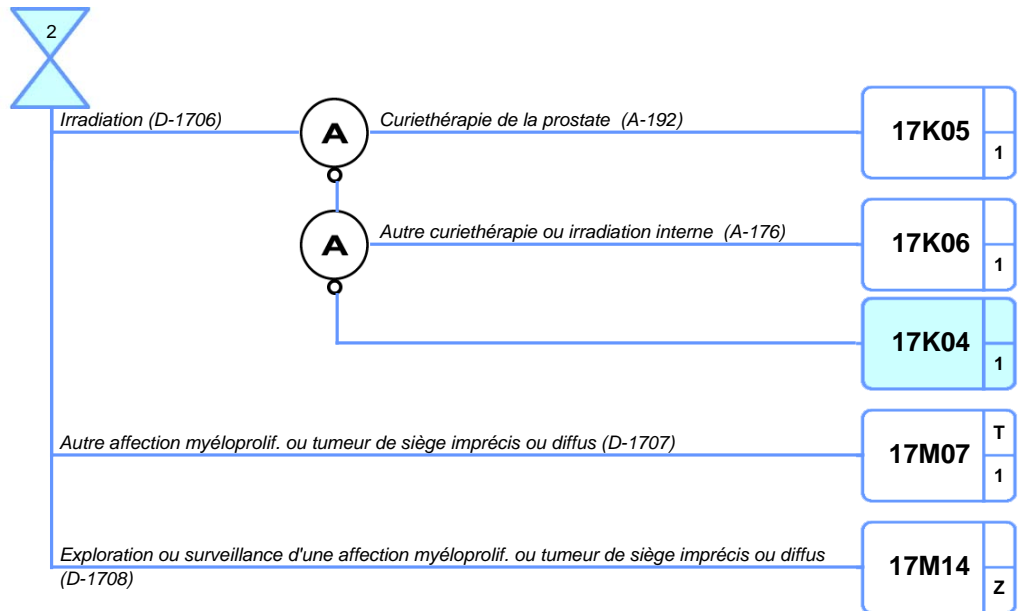 2
Irradiation (D-1706)
A
Curiethérapie de la prostate (A-192)
17K05
1
A
Autre curiethérapie ou irradiation interne (A-176)
17K06
1
17K04
1
Autre affection myéloprolif. ou tumeur de siège imprécis ou diffus (D-1707)
17M07
T
1
Exploration ou surveillance d'une affection myéloprolif. ou tumeur de siège imprécis ou diffus
(D-1708)
17M14
Z